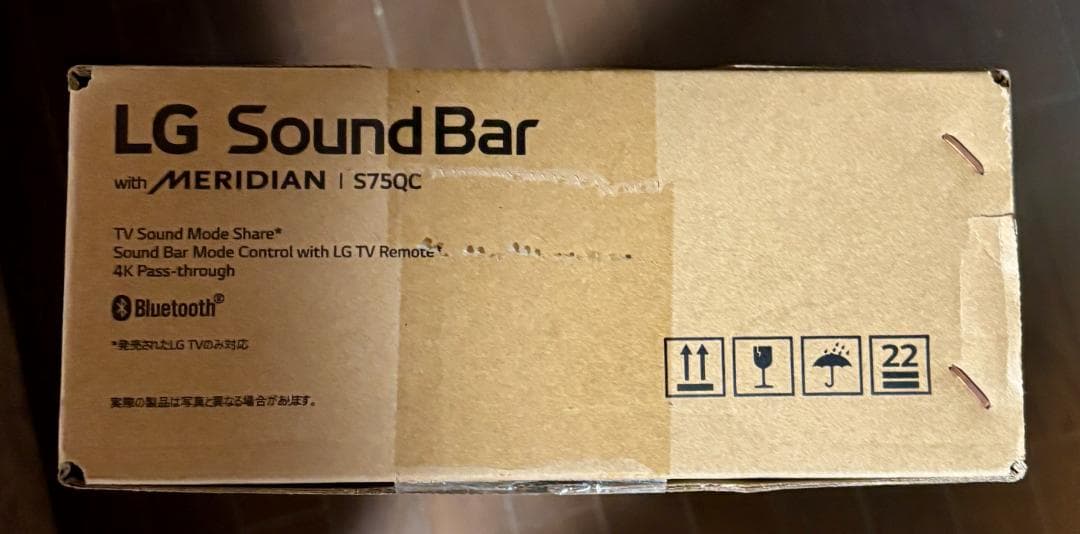 LG Sound Bar
with MERIDIAN | S75QC
TV Sound Mode Share*
Sound Bar Mode Control with LG TV Remote*
4K Pass-through
Bluetooth®
*発売されたLG TVのみ対応
実際の製品は写真と異なる場合があります。
22